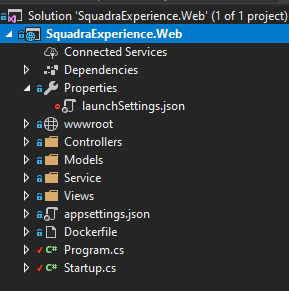 Solution 'SquadraExperience.Web' (1 of 1 project)
SquadraExperience.Web
Connected Services
Dependencies
Properties
launchSettings.json
wwwroot
Controllers
Models
Service
Views
appsettings.json
Dockerfile
C# Program.cs
C# Startup.cs